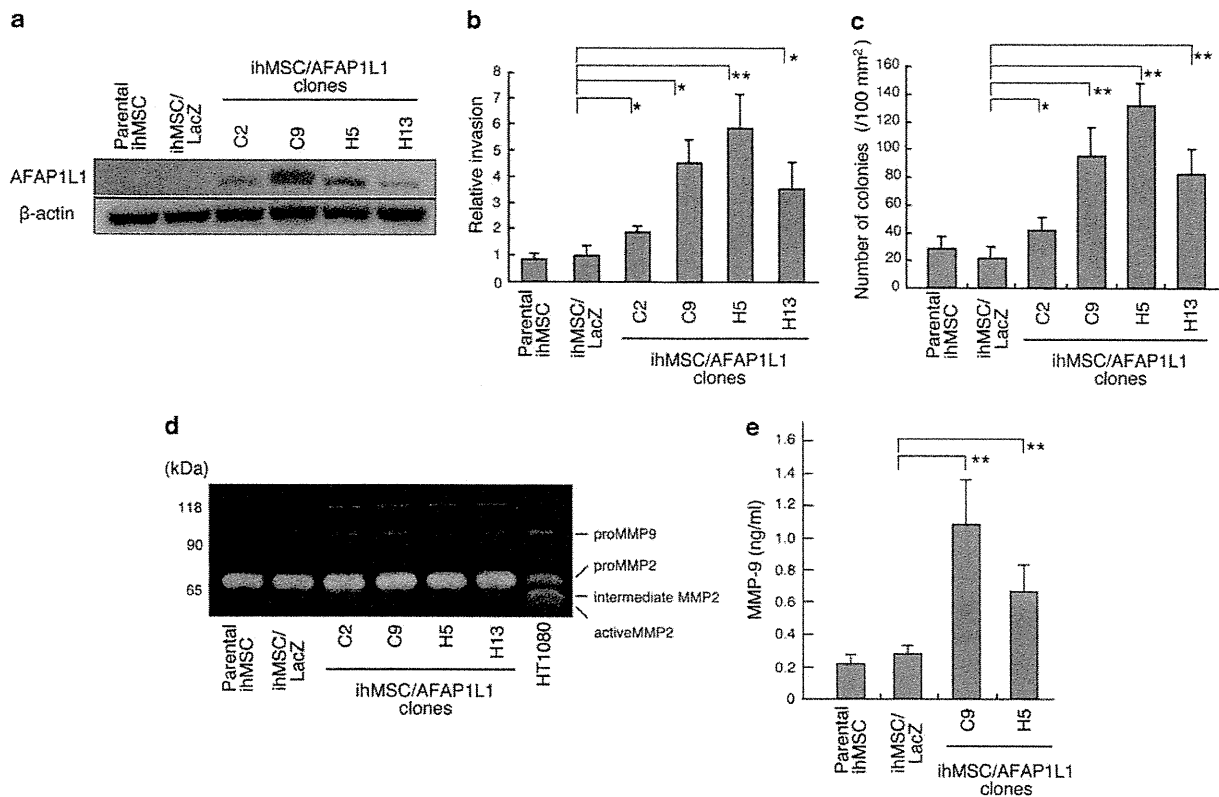 a
ihMSC/AFAP1L1
clones
Parental
ihMSC
ihMSC/
LacZ
C2
C9
H5
H13
AFAP1L1
β-actin
b
Relative invasion
8
7
6
5
4
3
2
1
0
*
*
**
*
Parental
ihMSC
ihMSC/
LacZ
C2
C9
H5
H13
ihMSC/AFAP1L1
clones
c
Number of colonies (/100 mm²)
160
140
120
100
80
60
40
20
0
*
**
**
**
Parental
ihMSC
ihMSC/
LacZ
C2
C9
H5
H13
ihMSC/AFAP1L1
clones
d
(kDa)
118
90
65
proMMP9
proMMP2
intermediate MMP2
activeMMP2
Parental
ihMSC
ihMSC/
LacZ
C2
C9
H5
H13
HT1080
ihMSC/AFAP1L1
clones
e
MMP-9 (ng/ml)
1.6
1.4
1.2
1.0
0.8
0.6
0.4
0.2
0
**
**
Parental
ihMSC
ihMSC/
LacZ
C9
H5
ihMSC/AFAP1L1
clones